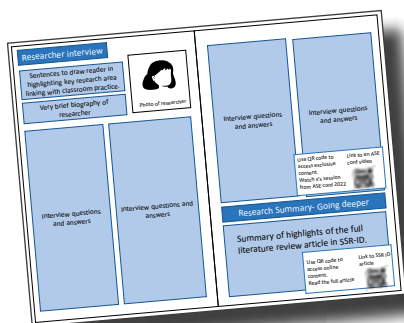 Researcher interview
Sentences to draw reader in
highlighting key research area
linking with classroom practice.
Very brief biography of
researcher
Photo of researcher
Interview questions
and answers
Interview questions and
answers
Interview questions
and answers
Interview questions
and answers
Use QR code to
access exclusive
content.
Watch x's session
from ASE conf 2022
Link to an ASE
conf video
Research Summary- Going deeper
Summary of highlights of the full
literature review article in SSR-ID.
Use QR code to
access online
content.
Read the full article
Link to SSR iD
article